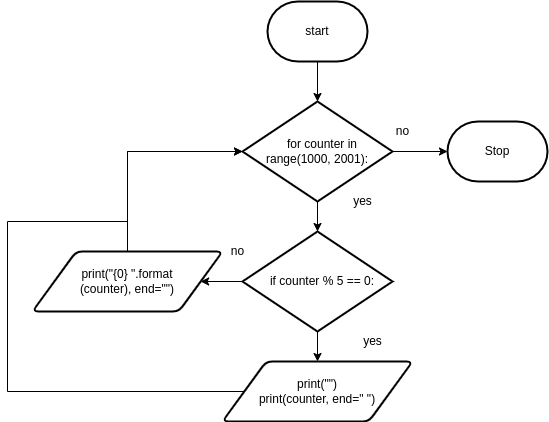 start
for counter in
range(1000, 2001):
no
Stop
yes
if counter % 5 == 0:
no
print("{0} ".format
(counter), end="")
yes
print("")
print(counter, end=" ")